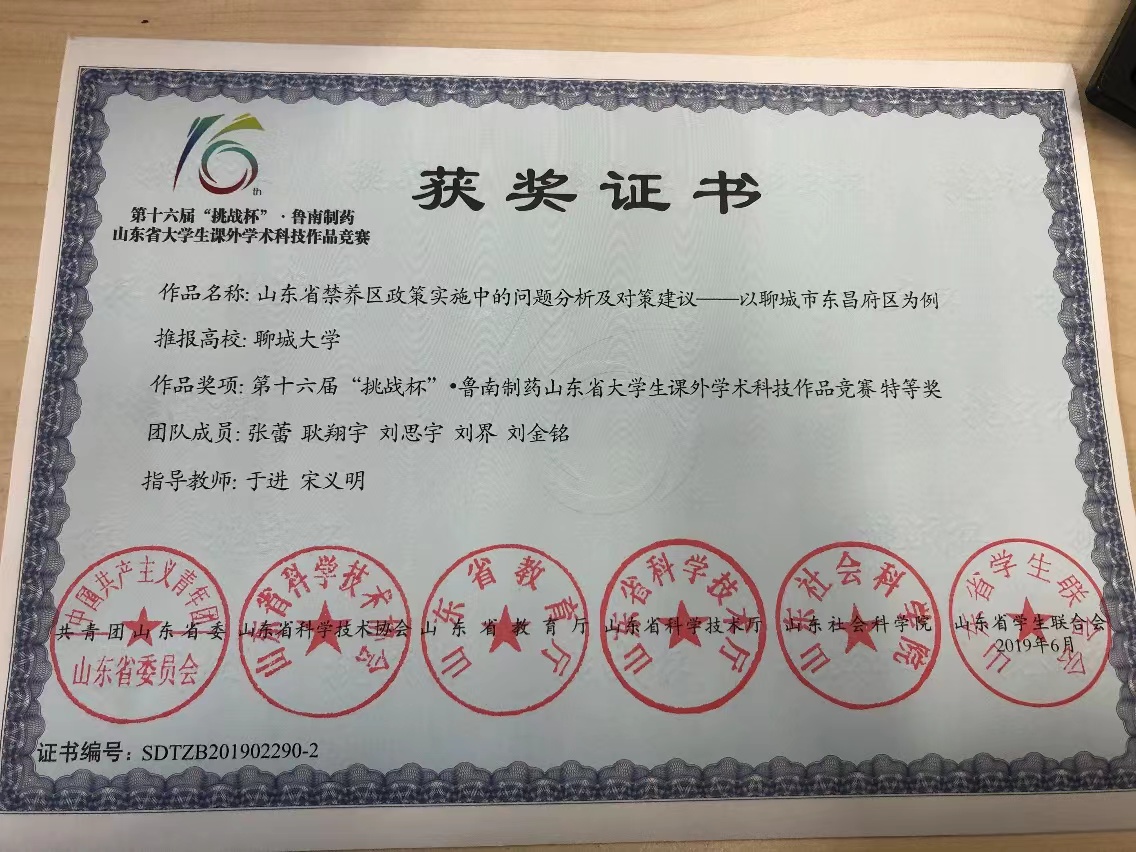 16th
第十六届“挑战杯”·鲁南制药
山东省大学生课外学术科技作品竞赛
获奖证书
作品名称: 山东省禁养区政策实施中的问题分析及对策建议——以聊城市东昌府区为例
推报高校: 聊城大学
作品奖项: 第十六届“挑战杯”•鲁南制药山东省大学生课外学术科技作品竞赛 特等奖
团队成员: 张蕾 耿翔宇 刘思宇 刘界 刘金铭
指导教师: 于进 宋义明
中國共产主义青年团
山东省委员会
共青团山东省委
山东省科学技术协会
山东省科学技术协会
山东省教育厅
山东省教育厅
山东省科学技术厅
山东省科学技术厅
山东社会科学院
山东社会科学院
山东省学生联合会
山东省学生联合会
2019年6月
证书编号: SDTZB201902290-2